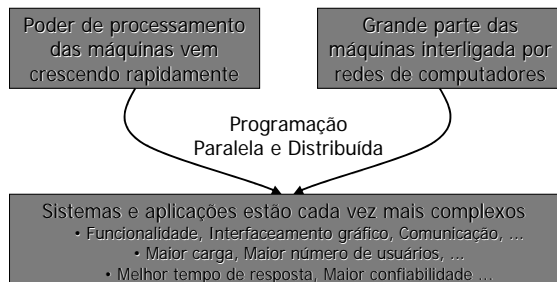 Poder de processamento
das máquinas vem
crescendo rapidamente
Grande parte das
máquinas interligada por
redes de computadores
Programação
Paralela e Distribuída
Sistemas e aplicações estão cada vez mais complexos
• Funcionalidade, Interfaceamento gráfico, Comunicação, ...
• Maior carga, Maior número de usuários, ...
• Melhor tempo de resposta, Maior confiabilidade ...